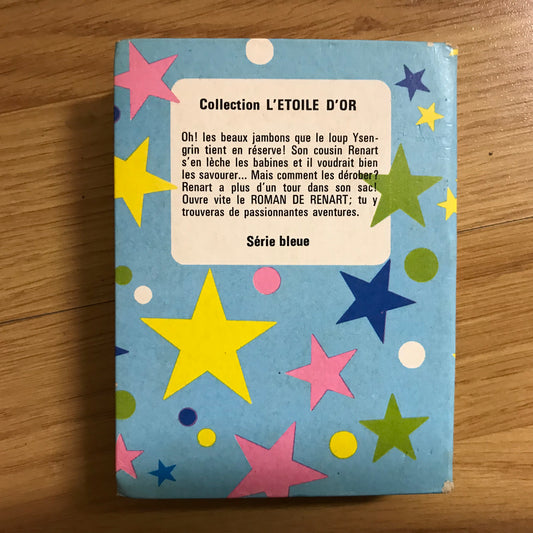 Collection L'ETOILE D'OR
Oh! les beaux jambons que le loup Ysen-
grin tient en réserve! Son cousin Renart
s'en lèche les babines et il voudrait bien
les savourer... Mais comment les dérober?
Renart a plus d'un tour dans son sac!
Ouvre vite le ROMAN DE RENART; tu y
trouveras de passionnantes aventures.
Série bleue